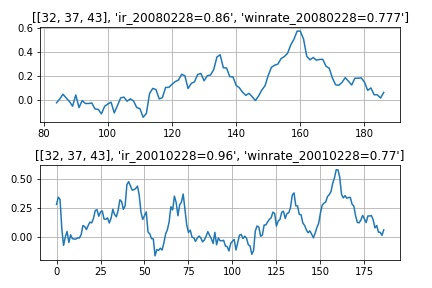 [[32, 37, 43], 'ir_20080228=0.86', 'winrate_20080228=0.777']
0.6
0.4
0.2
0.0
80 100 120 140 160 180
[[32, 37, 43], 'ir_20010228=0.96', 'winrate_20010228=0.77']
0.50
0.25
0.00
0 25 50 75 100 125 150 175